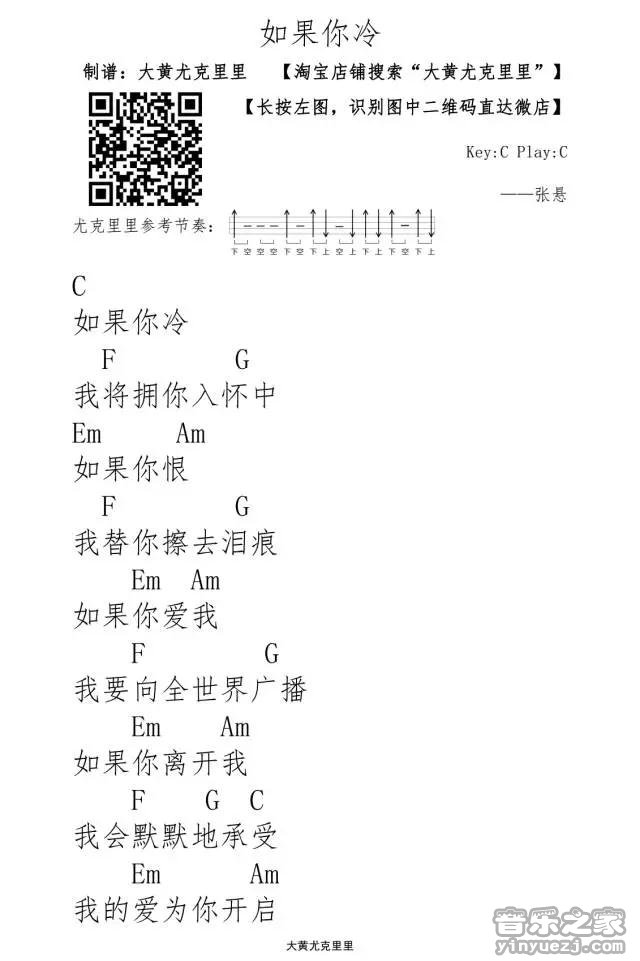 如果你冷
制谱：大黄尤克里里 【淘宝店铺搜索“大黄尤克里里”】
【长按左图，识别图中二维码直达微店】
Key:C Play:C
——张悬
尤克里里参考节奏：
下 空 空 空 下 空 下 上 空 上 下 上 下 空 下 上
C
如果你冷
F G
我将拥你入怀中
Em Am
如果你恨
F G
我替你擦去泪痕
Em Am
如果你爱我
F G
我要向全世界广播
Em Am
如果你离开我
F G C
我会默默地承受
Em Am
我的爱为你开启
大黄尤克里里
音乐之家
yinyuezj.com